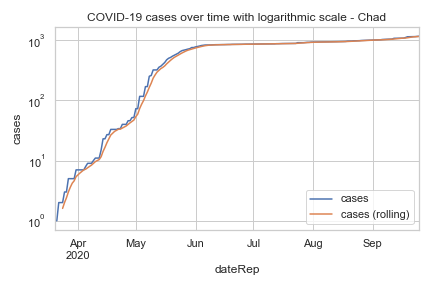 COVID-19 cases over time with logarithmic scale - Chad
10³
10²
10¹
10⁰
cases
cases
cases (rolling)
Apr May Jun Jul Aug Sep
2020
dateRep